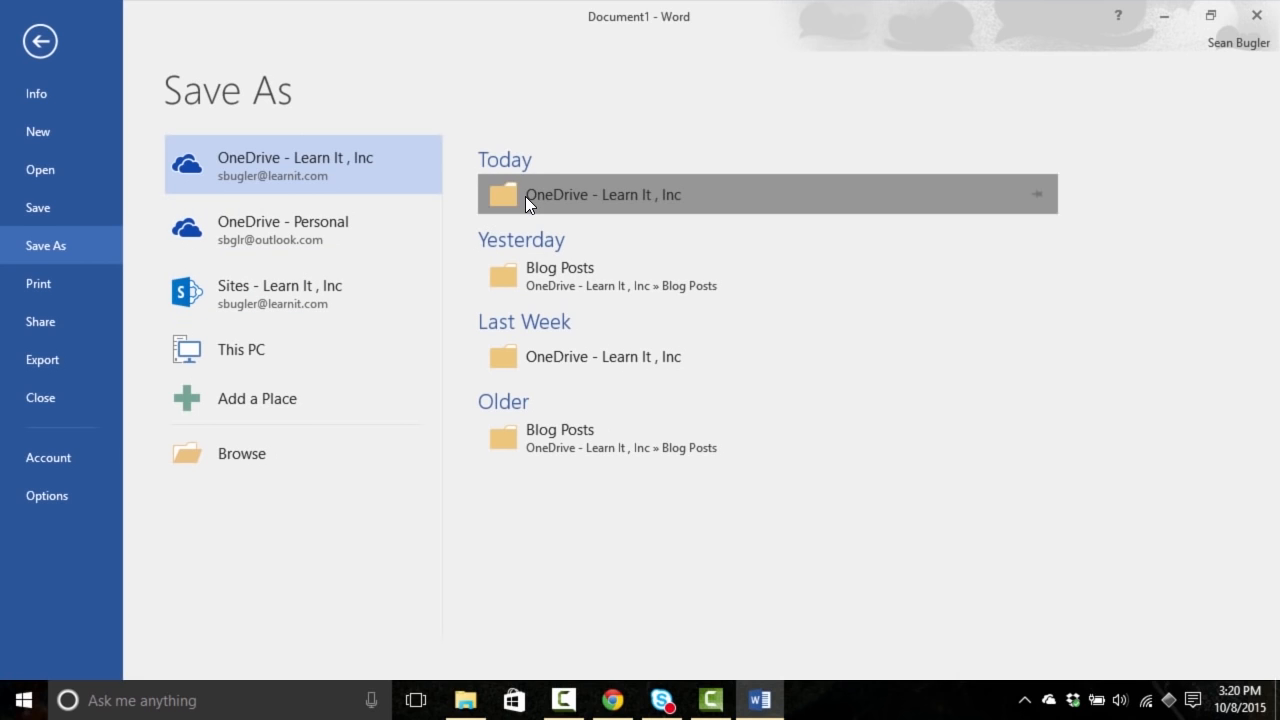 Document1 - Word
?
Sean Bugler
Info
New
Open
Save
Save As
Print
Share
Export
Close
Account
Options
Save As
OneDrive - Learn It , Inc
sbugler@learnit.com
OneDrive - Personal
sbglr@outlook.com
Sites - Learn It , Inc
sbugler@learnit.com
This PC
Add a Place
Browse
Today
OneDrive - Learn It , Inc
Yesterday
Blog Posts
OneDrive - Learn It , Inc » Blog Posts
Last Week
OneDrive - Learn It , Inc
Older
Blog Posts
OneDrive - Learn It , Inc » Blog Posts
Ask me anything
3:20 PM
10/8/2015